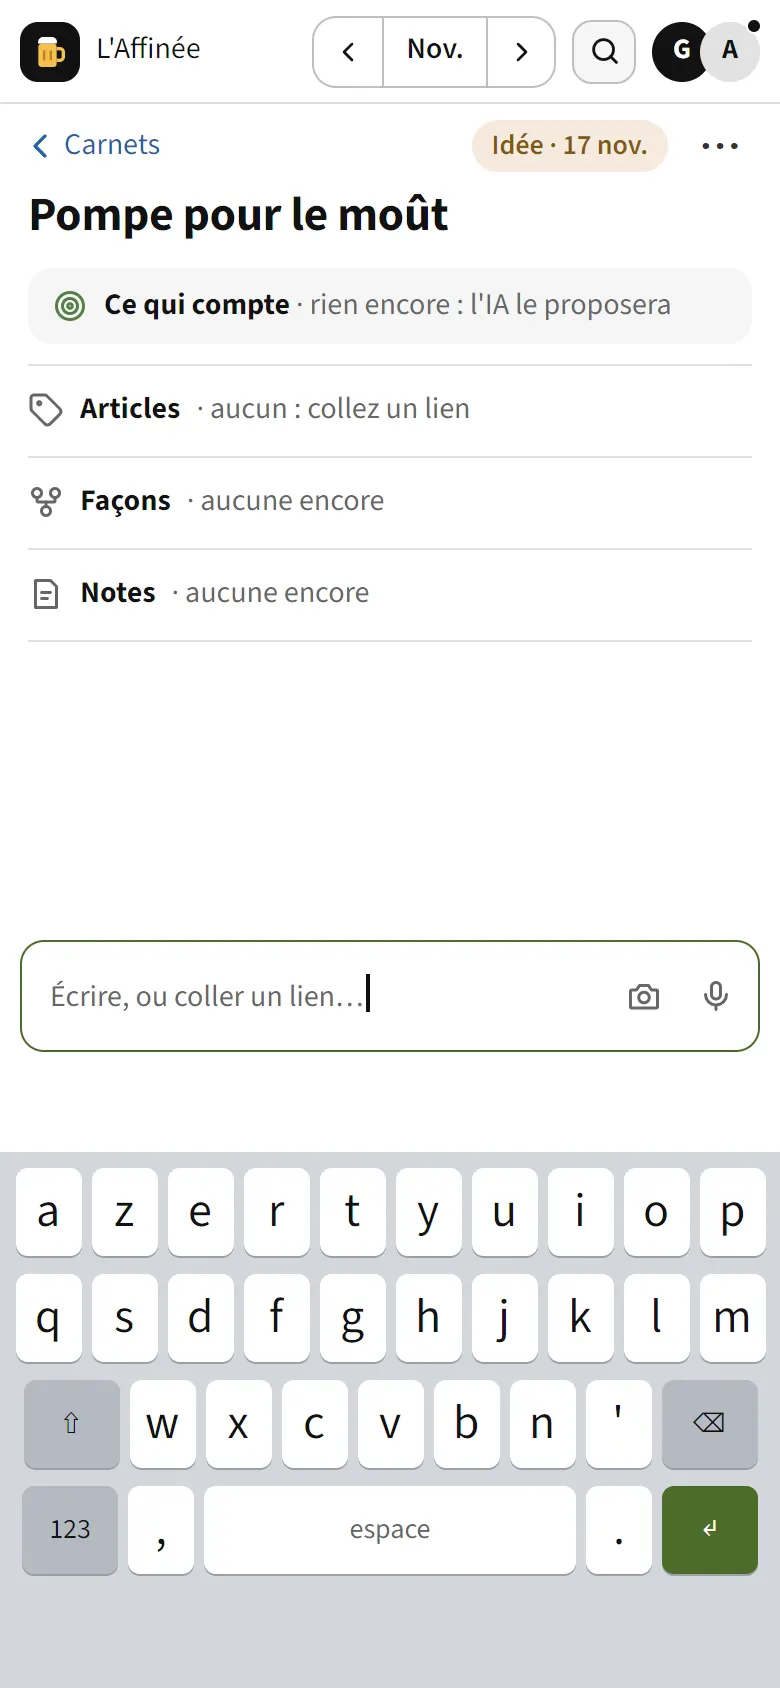 L'Affinée
Nov.
G
A
Carnets
Idée · 17 nov.
Pompe pour le moût
Ce qui compte · rien encore : l'IA le proposera
Articles · aucun : collez un lien
Façons · aucune encore
Notes · aucune encore
Écrire, ou coller un lien…
a z e r t y u i o p
q s d f g h j k l m
⇧ w x c v b n ' ⌫
123 , espace . ↲